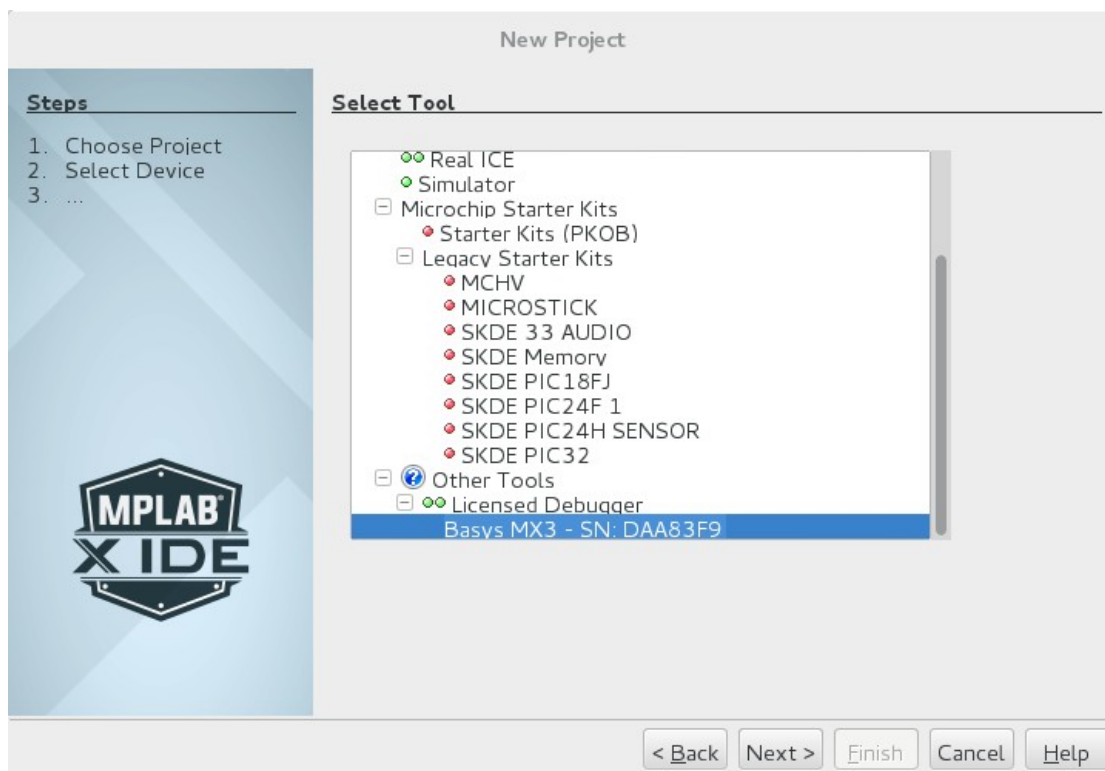 New Project
Steps
1. Choose Project
2. Select Device
3. ...
MPLAB®
X IDE
Select Tool
Real ICE
Simulator
Microchip Starter Kits
Starter Kits (PKOB)
Legacy Starter Kits
MCHV
MICROSTICK
SKDE 33 AUDIO
SKDE Memory
SKDE PIC18FJ
SKDE PIC24F 1
SKDE PIC24H SENSOR
SKDE PIC32
Other Tools
Licensed Debugger
Basys MX3 - SN: DAA83F9
< Back Next > Finish Cancel Help